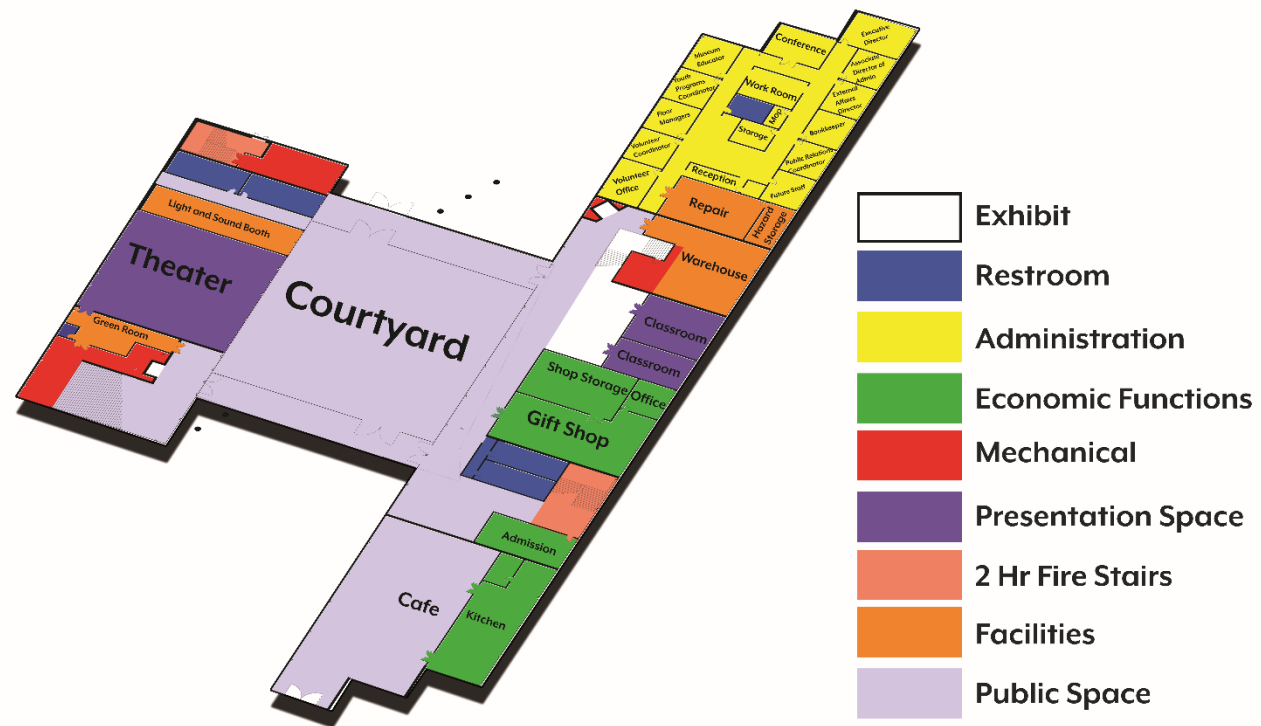 Executive
Director
Conference
Museum
Educator
Associate
Director of
Admin
Youth
Programs
Coordinator
Work Room
External
Affairs
Director
Floor
Managers
Mop
Storage
Bookkeeper
Volunteer
Coordinator
Public Relations
Coordinator
Reception
Volunteer
Office
Future Staff
Repair
Hazard
Storage
Light and Sound Booth
Warehouse
Theater
Courtyard
Classroom
Green Room
Classroom
Shop Storage
Office
Gift Shop
Admission
Cafe
Kitchen
Exhibit
Restroom
Administration
Economic Functions
Mechanical
Presentation Space
2 Hr Fire Stairs
Facilities
Public Space